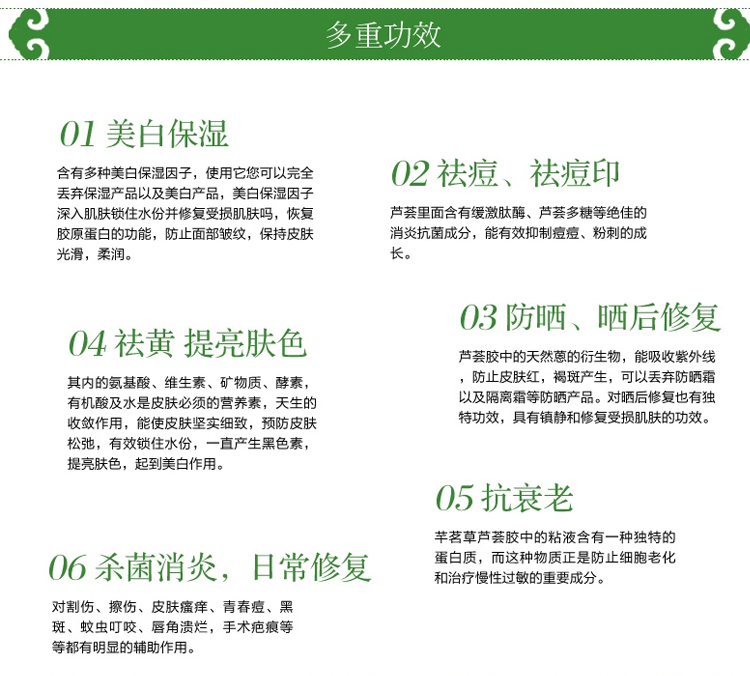 多重功效
01 美白保湿
含有多种美白保湿因子，使用它您可以完全
丢弃保湿产品以及美白产品，美白保湿因子
深入肌肤锁住水份并修复受损肌肤吗，恢复
胶原蛋白的功能，防止面部皱纹，保持皮肤
光滑，柔润。
02 祛痘、祛痘印
芦荟里面含有缓激肽酶、芦荟多糖等绝佳的
消炎抗菌成分，能有效抑制痘痘、粉刺的成
长。
03 防晒、晒后修复
芦荟胶中的天然蒽的衍生物，能吸收紫外线
，防止皮肤红，褐斑产生，可以丢弃防晒霜
以及隔离霜等防晒产品。对晒后修复也有独
特功效，具有镇静和修复受损肌肤的功效。
04 祛黄 提亮肤色
其内的氨基酸、维生素、矿物质、酵素，
有机酸及水是皮肤必须的营养素，天生的
收敛作用，能使皮肤坚实细致，预防皮肤
松弛，有效锁住水份，一直产生黑色素，
提亮肤色，起到美白作用。
05 抗衰老
芊茗草芦荟胶中的粘液含有一种独特的
蛋白质，而这种物质正是防止细胞老化
和治疗慢性过敏的重要成分。
06 杀菌消炎，日常修复
对割伤、擦伤、皮肤瘙痒、青春痘、黑
斑、蚊虫叮咬、唇角溃烂，手术疤痕等
等都有明显的辅助作用。